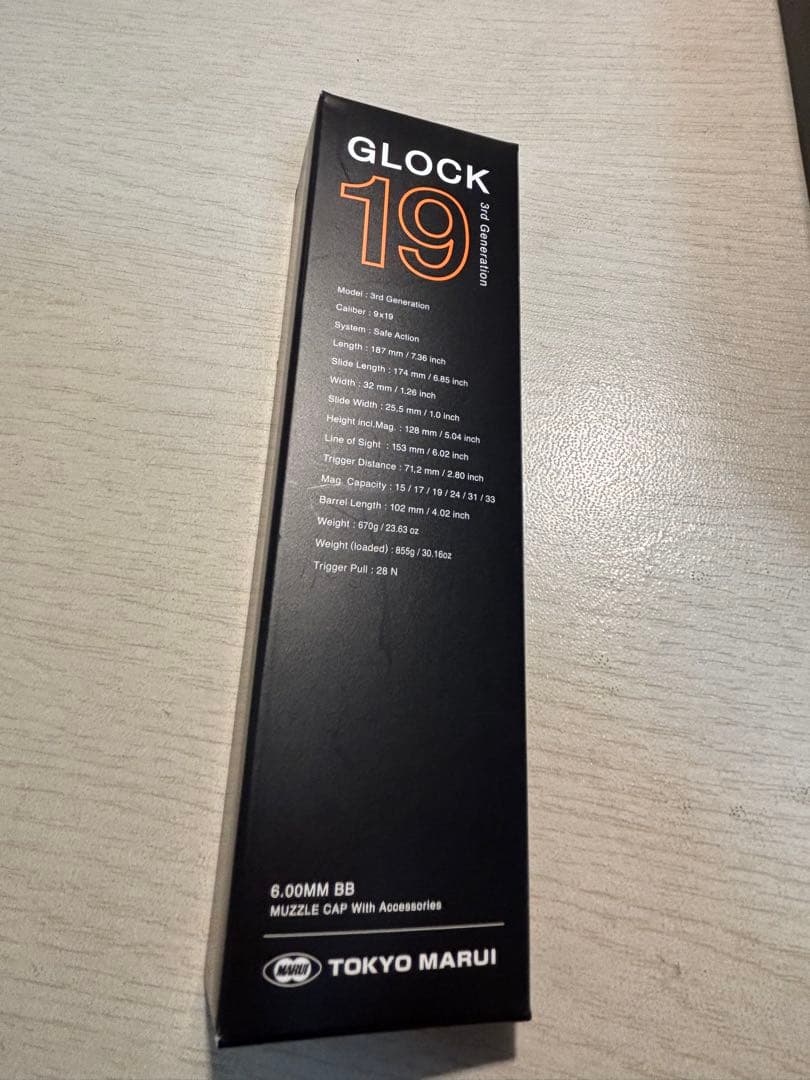 GLOCK
19
3rd Generation
Model : 3rd Generation
Caliber : 9x19
System : Safe Action
Length : 187 mm / 7.36 inch
Slide Length : 174 mm / 6.85 inch
Width : 32 mm / 1.26 inch
Slide Width : 25.5 mm / 1.0 inch
Height incl.Mag. : 128 mm / 5.04 inch
Line of Sight : 153 mm / 6.02 inch
Trigger Distance : 71.2 mm / 2.80 inch
Mag. Capacity : 15 / 17 / 19 / 24 / 31 / 33
Barrel Length : 102 mm / 4.02 inch
Weight : 670g / 23.63 oz
Weight (loaded) : 855g / 30.16oz
Trigger Pull : 28 N
6.00MM BB
MUZZLE CAP With Accessories
MARUI TOKYO MARUI